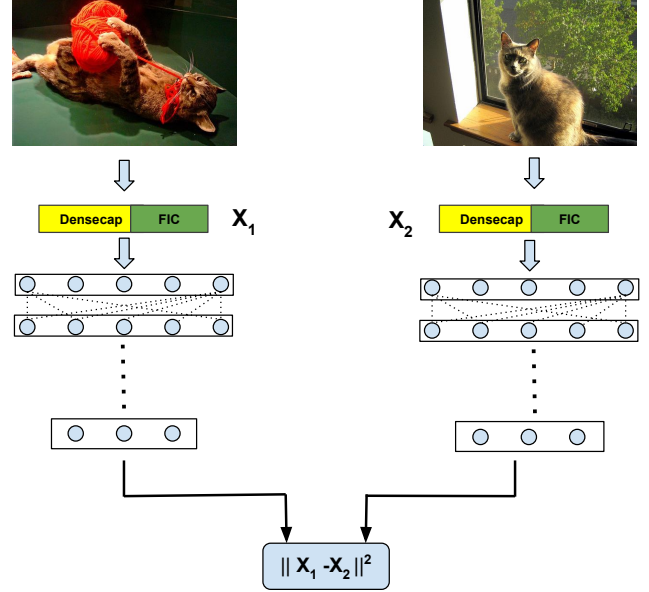 Densecap FIC X₁
X₂ Densecap FIC
|| X₁ -X₂ ||²